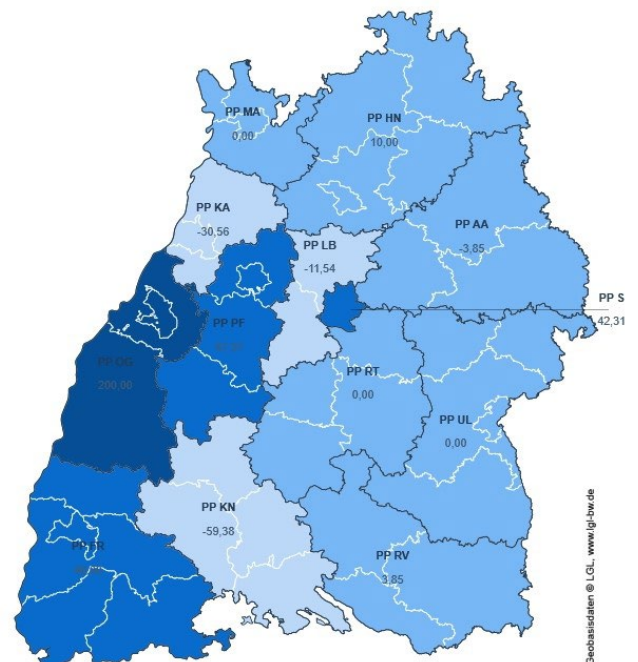 PP MA
0,00
PP HN
10,00
PP KA
-30,56
PP AA
-3,85
PP LB
-11,54
PP S
42,31
PP PF
PP OG
200,00
PP RT
0,00
PP UL
0,00
PP KN
-59,38
PP FR
PP RV
3,85
Geobasisdaten © LGL, www.lgl-bw.de